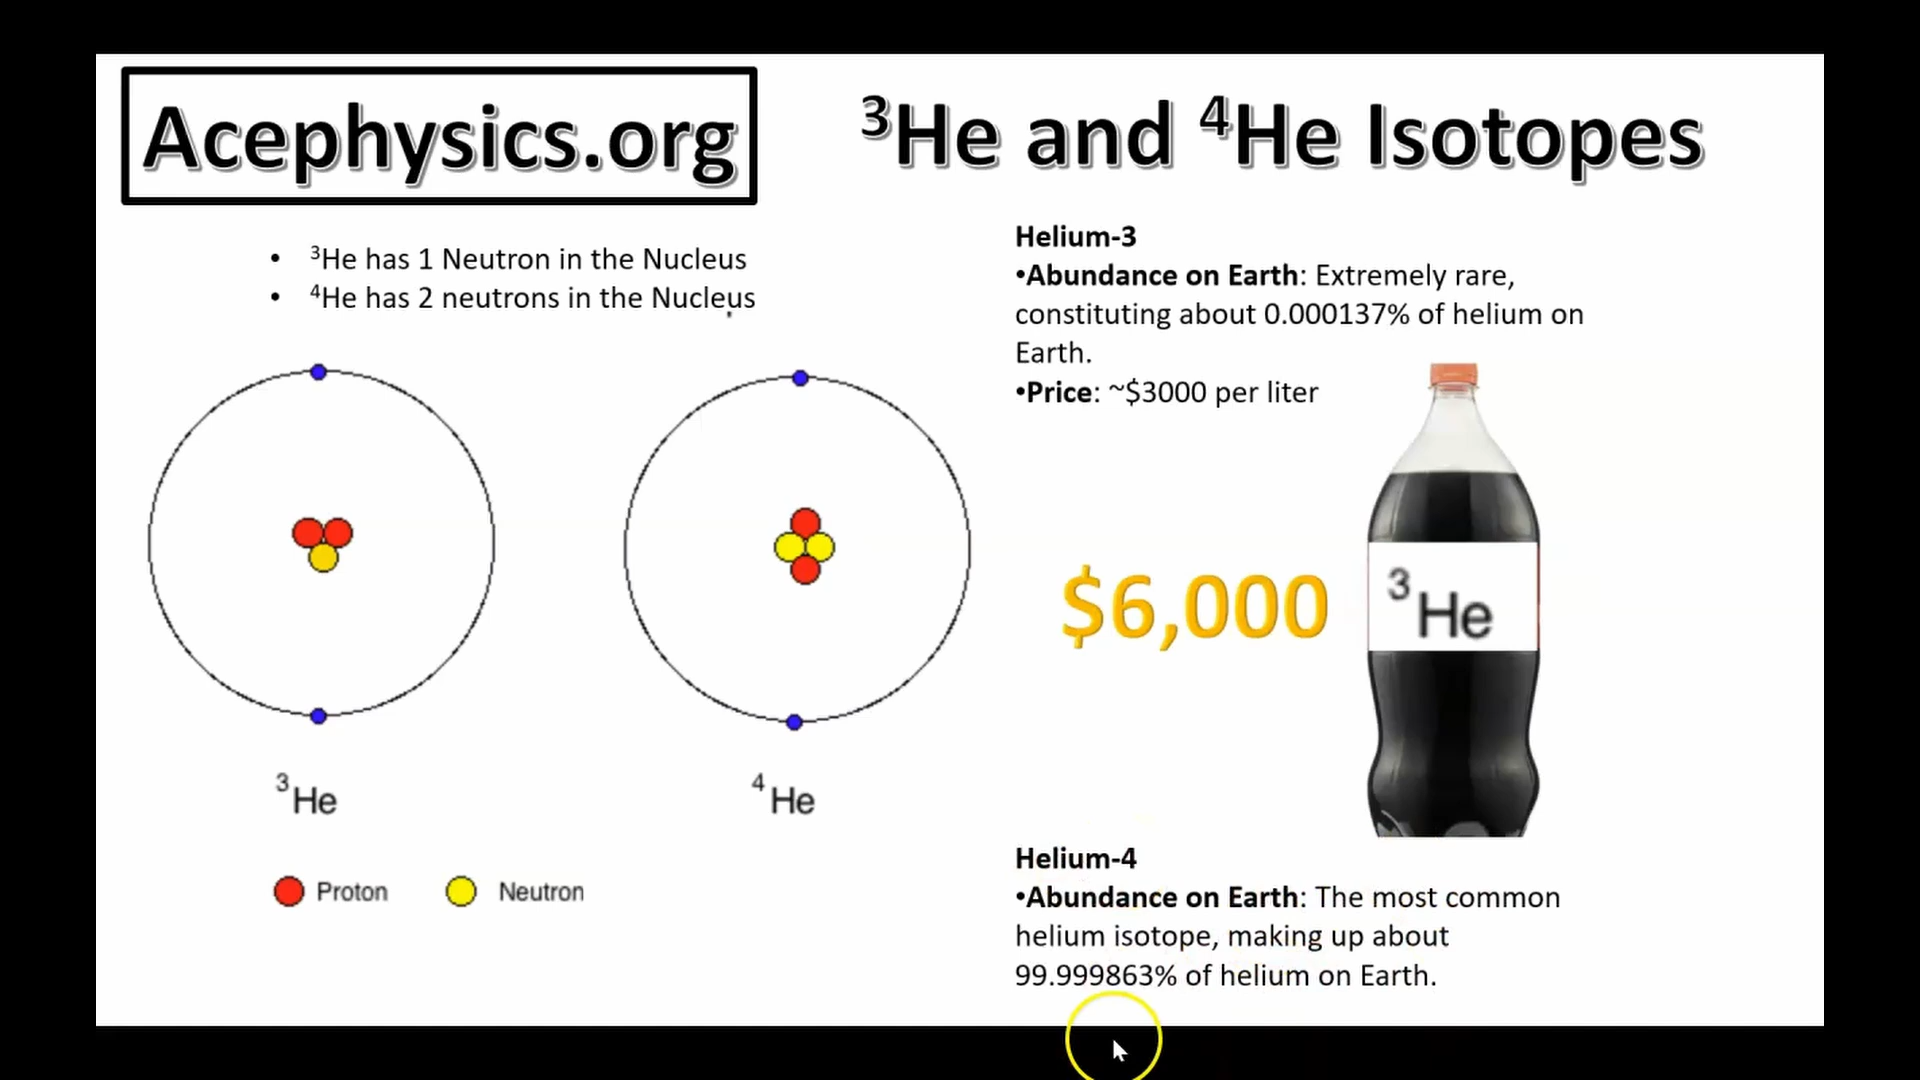 Acephysics.org
³He and ⁴He Isotopes
• ³He has 1 Neutron in the Nucleus
• ⁴He has 2 neutrons in the Nucleus
³He
⁴He
Proton
Neutron
Helium-3
•Abundance on Earth: Extremely rare,
constituting about 0.000137% of helium on
Earth.
•Price: ~$3000 per liter
$6,000
³He
Helium-4
•Abundance on Earth: The most common
helium isotope, making up about
99.999863% of helium on Earth.